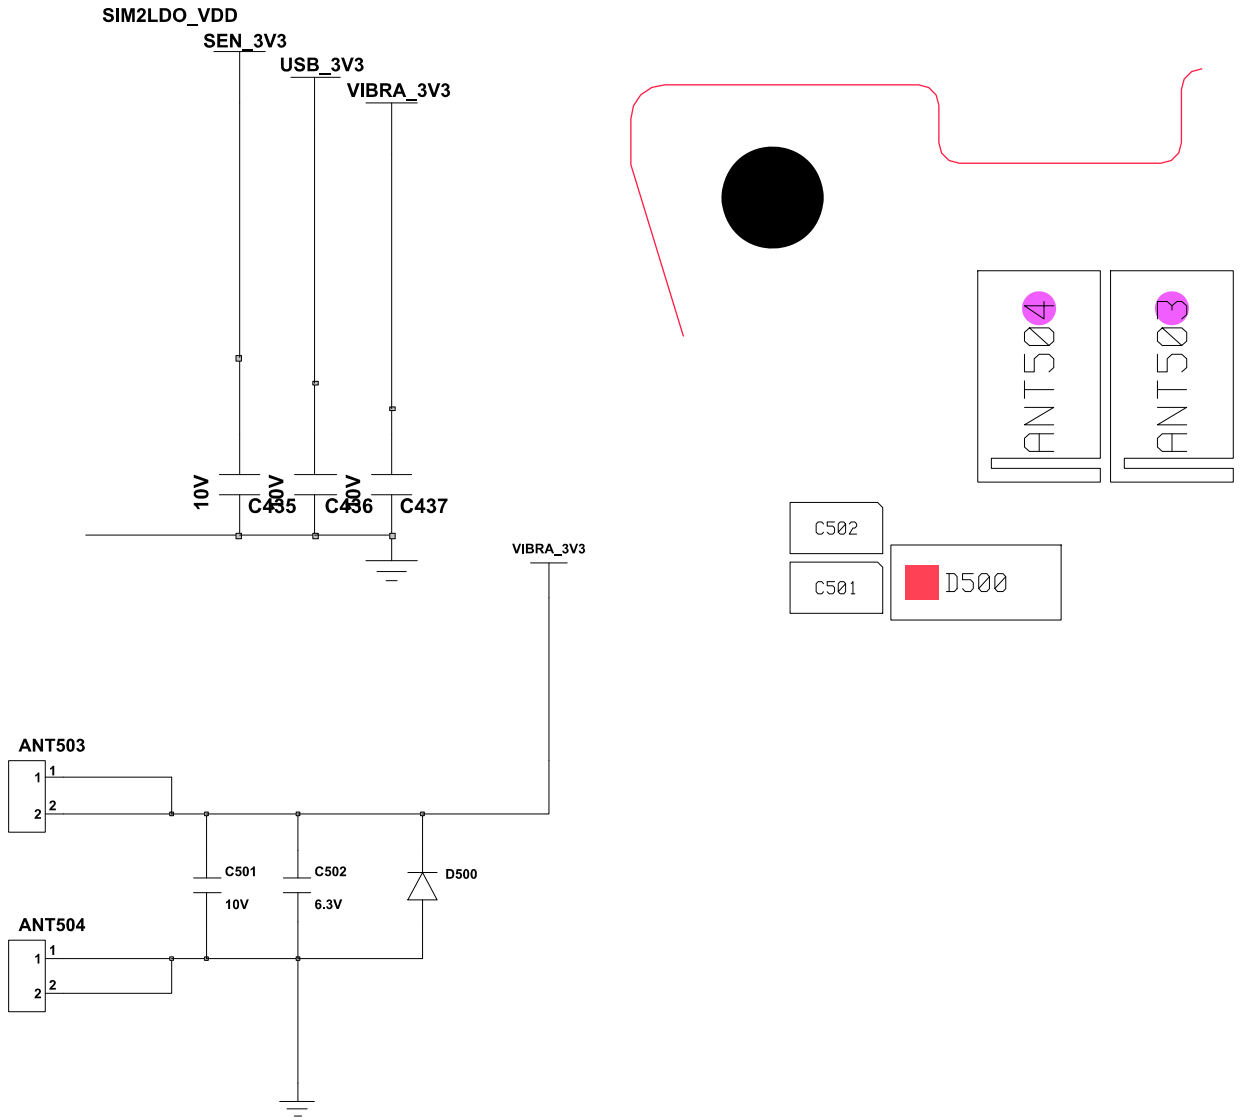 SIM2LDO_VDD
SEN_3V3
USB_3V3
VIBRA_3V3
10V
C435
C436
C437
VIBRA_3V3
ANT503
1
1
2
2
C501
10V
C502
6.3V
D500
ANT504
1
1
2
2
ANT504
ANT503
C502
C501
D500